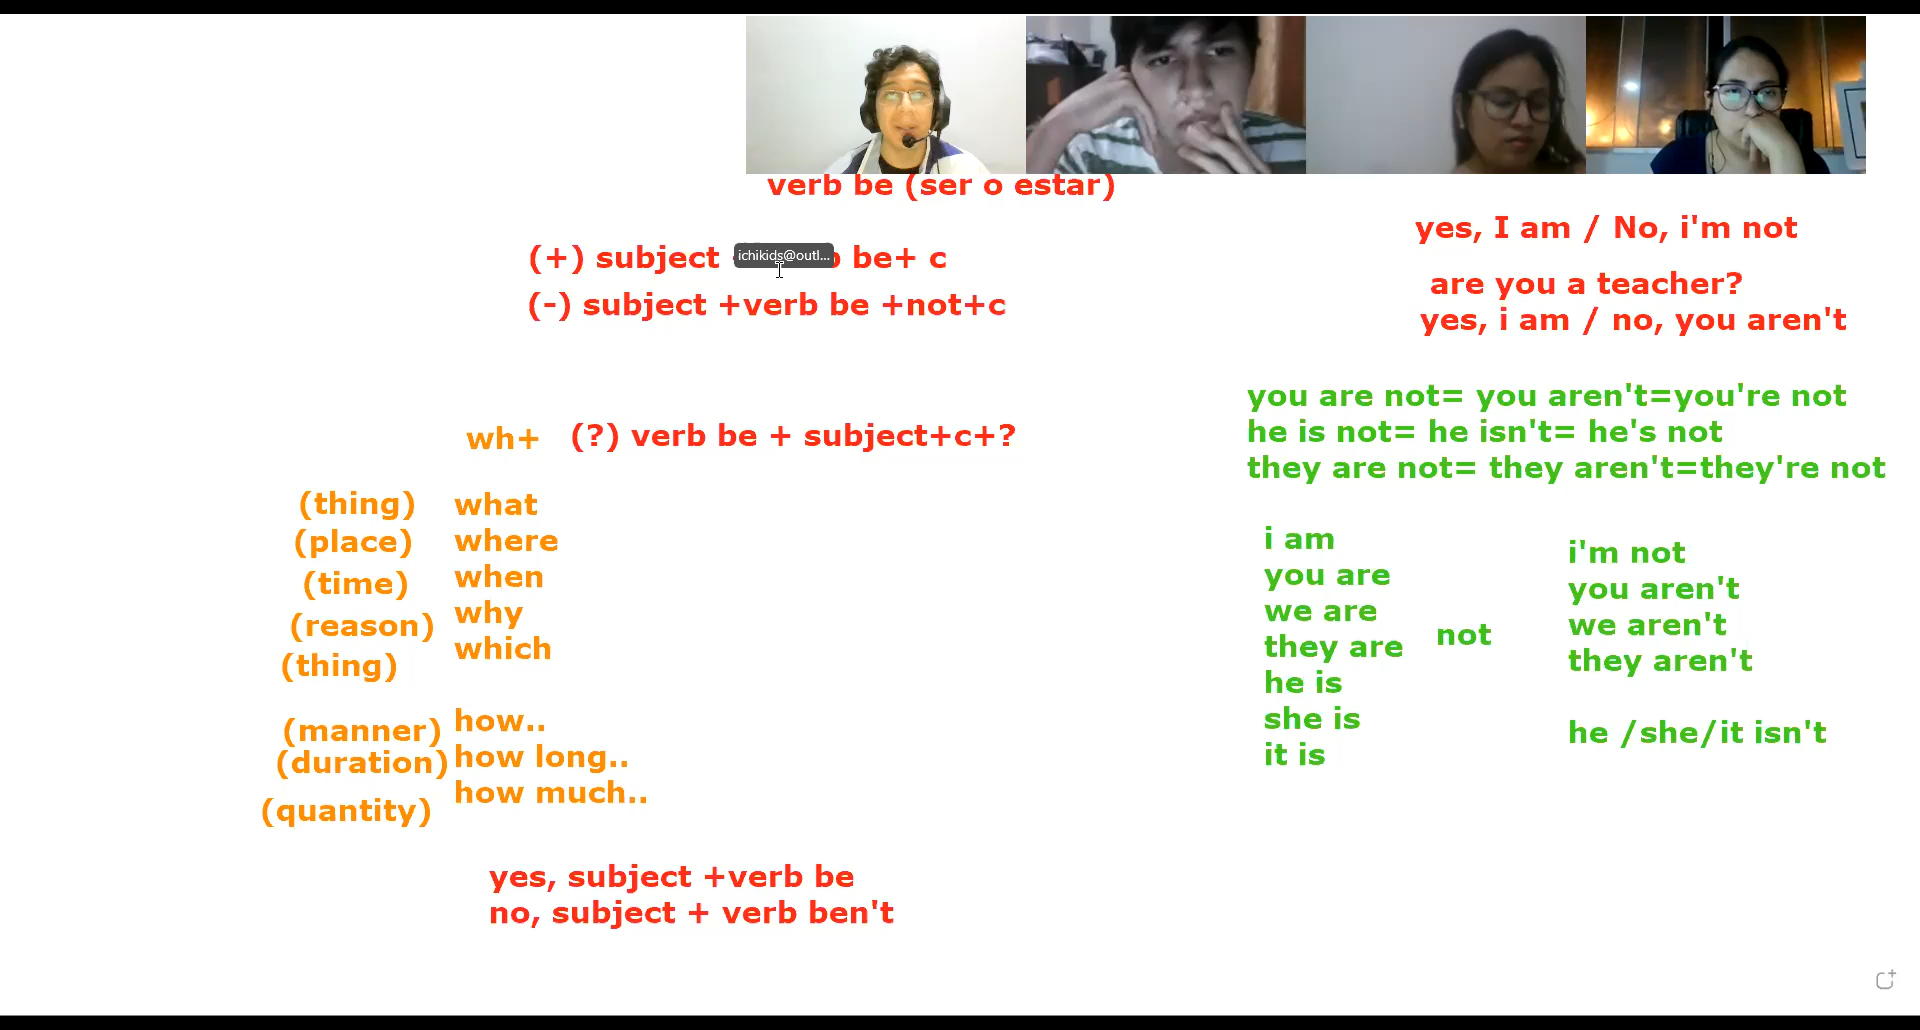 verb be (ser o estar)
(+) subject be+ c
ichikids@outl...
(-) subject +verb be +not+c
wh+ (?) verb be + subject+c+?
(thing) what
(place) where
(time) when
(reason) why
(thing) which
(manner) how..
(duration) how long..
(quantity) how much..
yes, subject +verb be
no, subject + verb ben't
yes, I am / No, i'm not
are you a teacher?
yes, i am / no, you aren't
you are not= you aren't=you're not
he is not= he isn't= he's not
they are not= they aren't=they're not
i am
you are
we are
they are
he is
she is
it is
not
i'm not
you aren't
we aren't
they aren't
he /she/it isn't